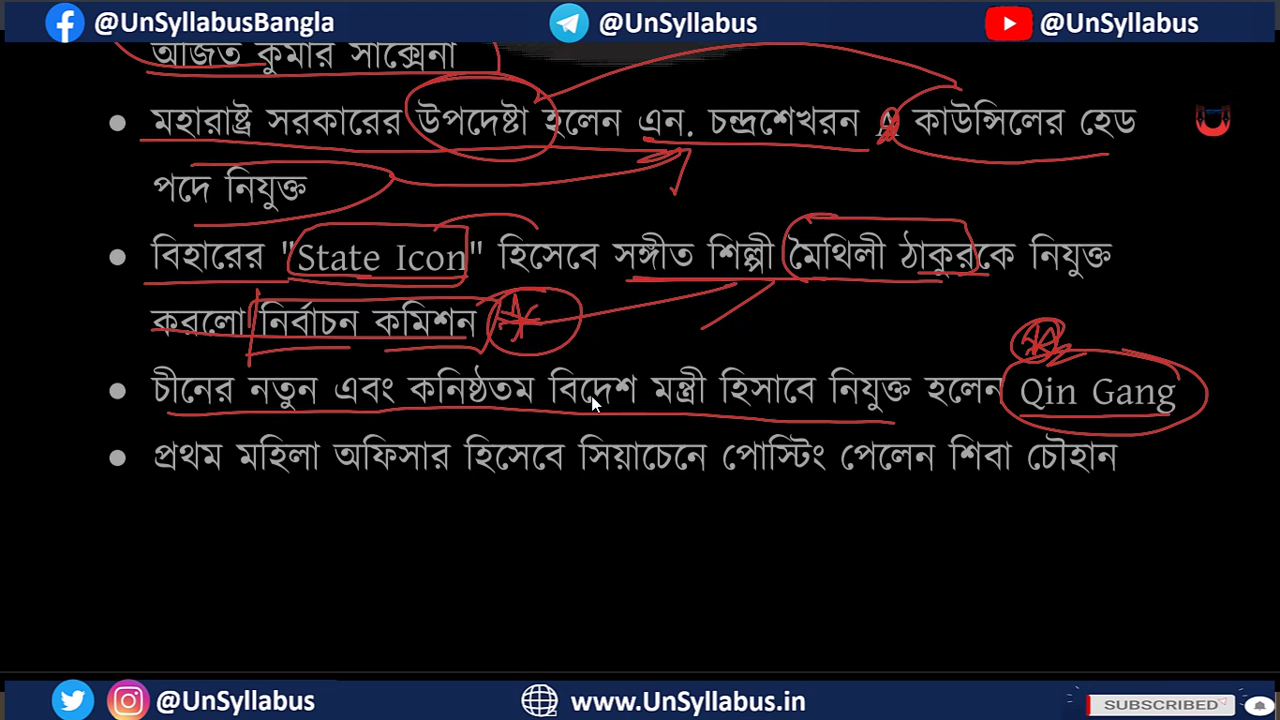 @UnSyllabusBangla @UnSyllabus @UnSyllabus
অজিত কুমার সাক্সেনা
মহারাষ্ট্র সরকারের উপদেষ্টা হলেন এন. চন্দ্রশেখরন কাউন্সিলের হেড
পদে নিযুক্ত
বিহারের "State Icon" হিসেবে সঙ্গীত শিল্পী মৈথিলী ঠাকুরকে নিযুক্ত
করলো নির্বাচন কমিশন
চীনের নতুন এবং কনিষ্ঠতম বিদেশ মন্ত্রী হিসাবে নিযুক্ত হলেন Qin Gang
প্রথম মহিলা অফিসার হিসেবে সিয়াচেনে পোস্টিং পেলেন শিবা চৌহান
@UnSyllabus www.UnSyllabus.in SUBSCRIBED